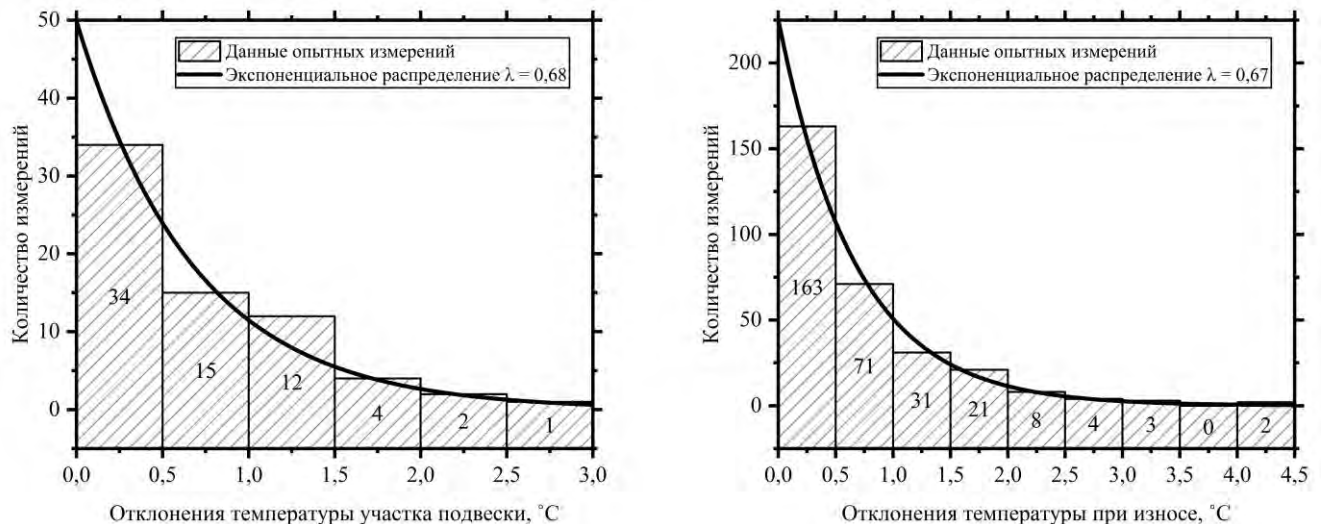 50
40
30
20
10
0
Количество измерений
Данные опытных измерений
Экспоненциальное распределение λ = 0,68
34
15
12
4
2
1
0,0 0,5 1,0 1,5 2,0 2,5 3,0
Отклонения температуры участка подвески, ˚C
200
150
100
50
0
Количество измерений
Данные опытных измерений
Экспоненциальное распределение λ = 0,67
163
71
31
21
8
4
3
0
2
0,0 0,5 1,0 1,5 2,0 2,5 3,0 3,5 4,0 4,5
Отклонения температуры при износе, ˚C